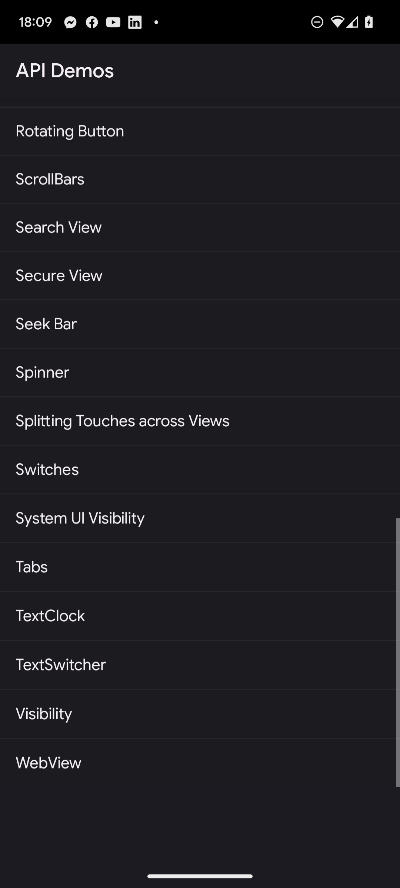 18:09
API Demos
Rotating Button
ScrollBars
Search View
Secure View
Seek Bar
Spinner
Splitting Touches across Views
Switches
System UI Visibility
Tabs
TextClock
TextSwitcher
Visibility
WebView